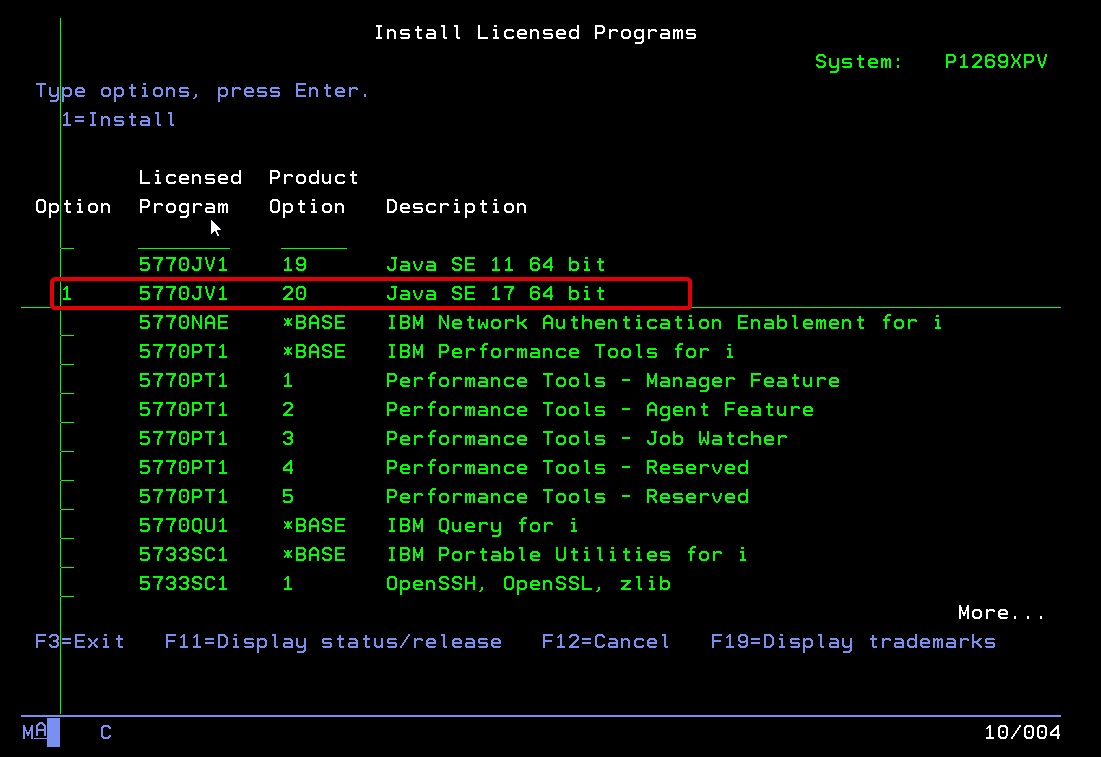 Install Licensed Programs
System:   P1269XPV
Type options, press Enter.
1=Install
Licensed  Product
Option  Program   Option   Description
5770JV1   19   Java SE 11 64 bit
1   5770JV1   20   Java SE 17 64 bit
5770NAE   *BASE   IBM Network Authentication Enablement for i
5770PT1   *BASE   IBM Performance Tools for i
5770PT1   1   Performance Tools - Manager Feature
5770PT1   2   Performance Tools - Agent Feature
5770PT1   3   Performance Tools - Job Watcher
5770PT1   4   Performance Tools - Reserved
5770PT1   5   Performance Tools - Reserved
5770QU1   *BASE   IBM Query for i
5733SC1   *BASE   IBM Portable Utilities for i
5733SC1   1   OpenSSH, OpenSSL, zlib
More...
F3=Exit   F11=Display status/release   F12=Cancel   F19=Display trademarks
MA   C   10/004